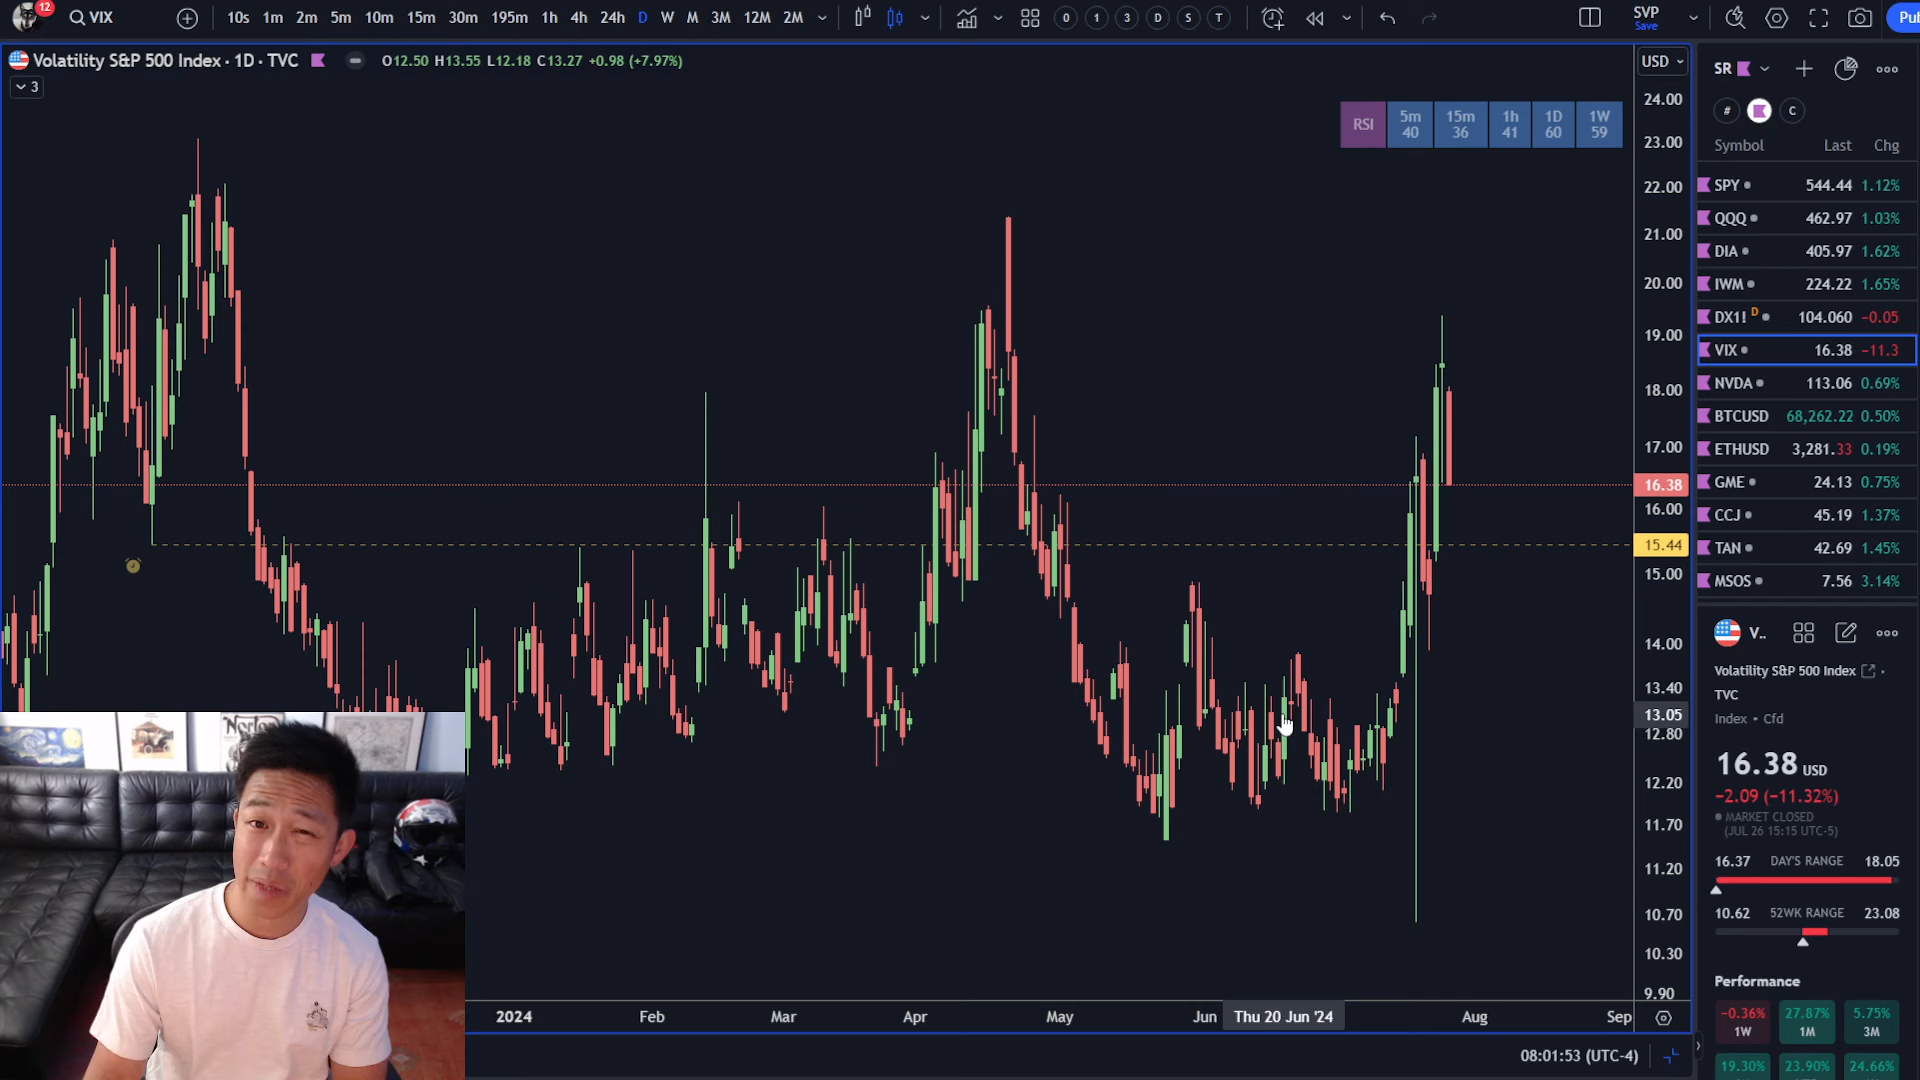 12
VIX
10s 1m 2m 5m 10m 15m 30m 195m 1h 4h 24h D W M 3M 12M 2M
0 1 3 D S T
SVP
Save
Pu
Volatility S&P 500 Index · 1D · TVC
O12.50 H13.55 L12.18 C13.27 +0.98 (+7.97%)
3
RSI
5m
40
15m
36
1h
41
1D
60
1W
59
USD
24.00
23.00
22.00
21.00
20.00
19.00
18.00
17.00
16.38
16.00
15.44
15.00
14.00
13.40
13.05
12.80
12.20
11.70
11.20
10.70
10.30
9.90
2024 Feb Mar Apr May Jun Thu 20 Jun '24 Aug Sep
08:01:53 (UTC-4)
SR
# C
Symbol Last Chg
SPY 544.44 1.12%
QQQ 462.97 1.03%
DIA 405.97 1.62%
IWM 224.22 1.65%
DX1! D 104.060 −0.05
VIX 16.38 −11.3
NVDA 113.06 0.69%
BTCUSD 68,262.22 0.50%
ETHUSD 3,281.33 0.19%
GME 24.13 0.75%
CCJ 45.19 1.37%
TAN 42.69 1.45%
MSOS 7.56 3.14%
V..
Volatility S&P 500 Index ·
TVC
Index • Cfd
16.38 USD
−2.09 (−11.32%)
MARKET CLOSED
(JUL 26 15:15 UTC-5)
16.37 DAY'S RANGE 18.05
10.62 52WK RANGE 23.08
Performance
−0.36%
1W
27.87%
1M
5.75%
3M
19.30% 23.90% 24.66%
Norton